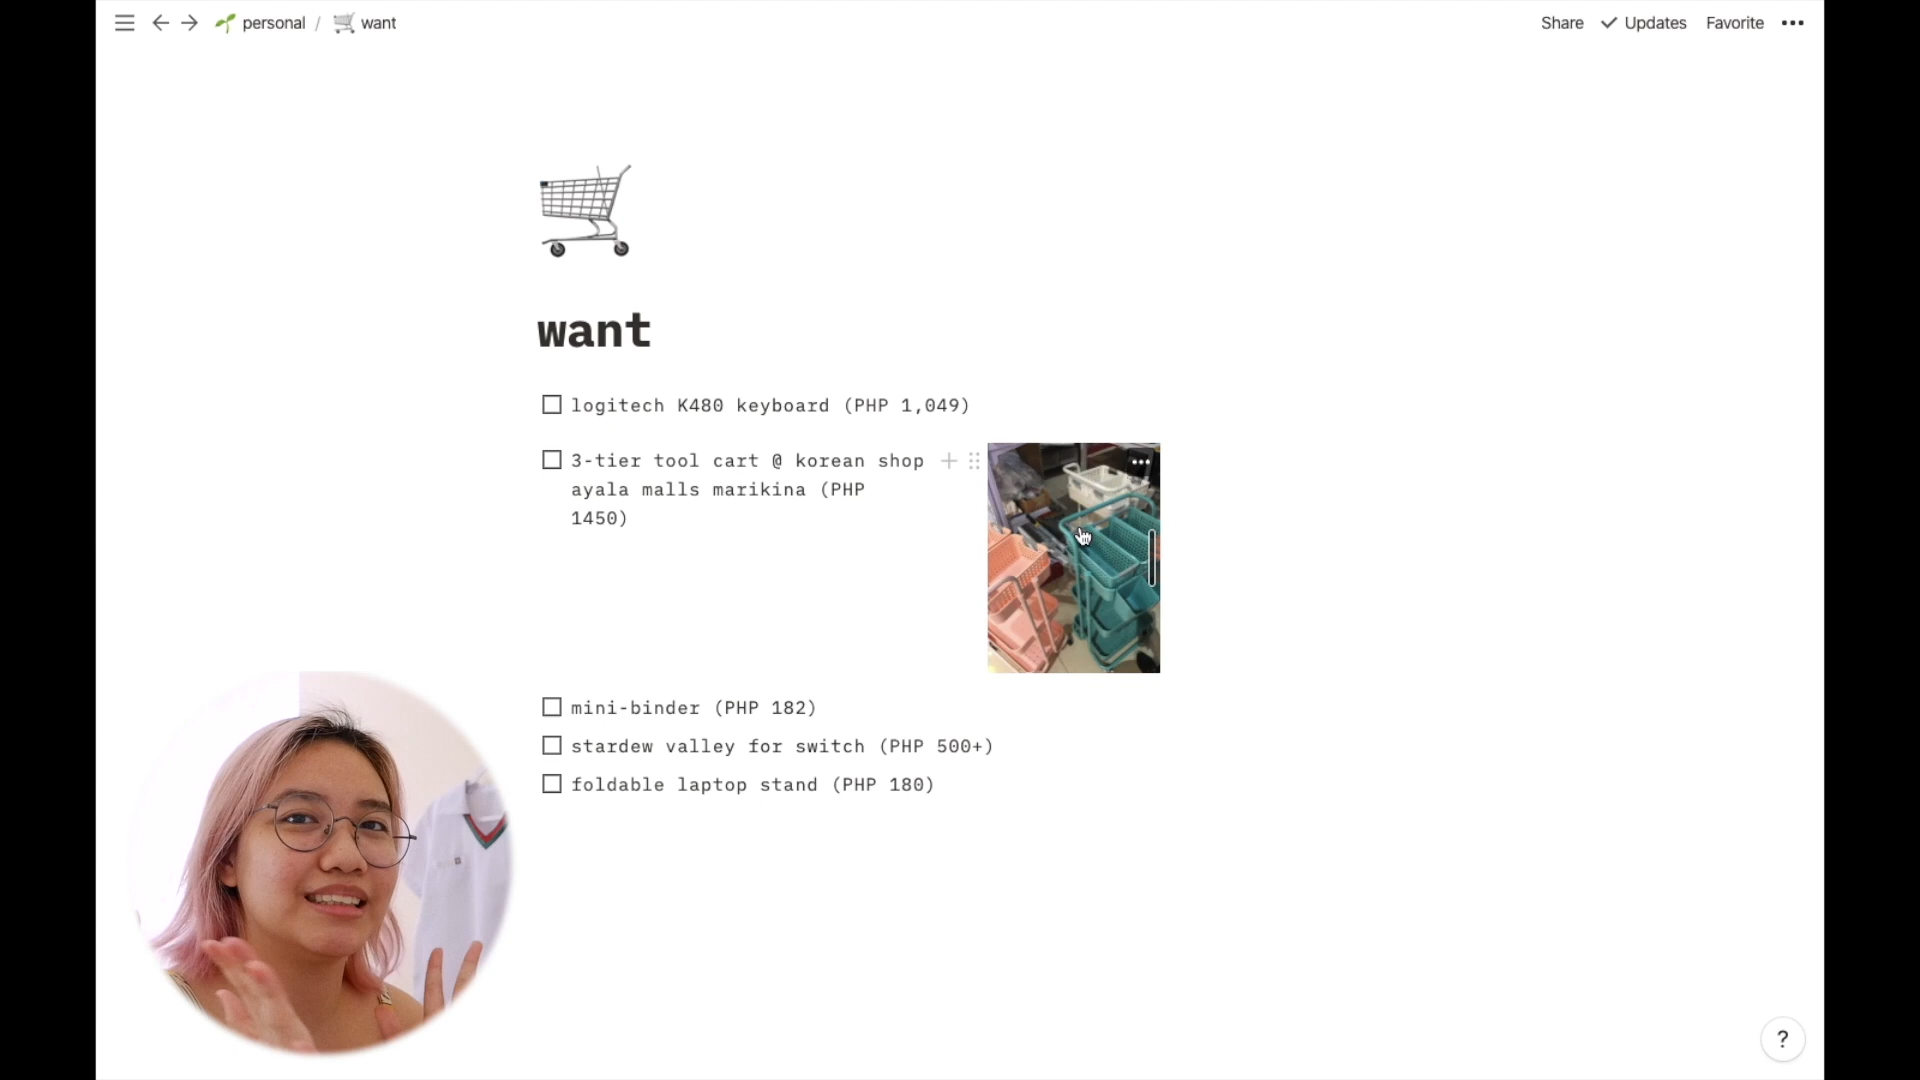 personal / want
Share Updates Favorite
want
logitech K480 keyboard (PHP 1,049)
3-tier tool cart @ korean shop
ayala malls marikina (PHP
1450)
mini-binder (PHP 182)
stardew valley for switch (PHP 500+)
foldable laptop stand (PHP 180)
?